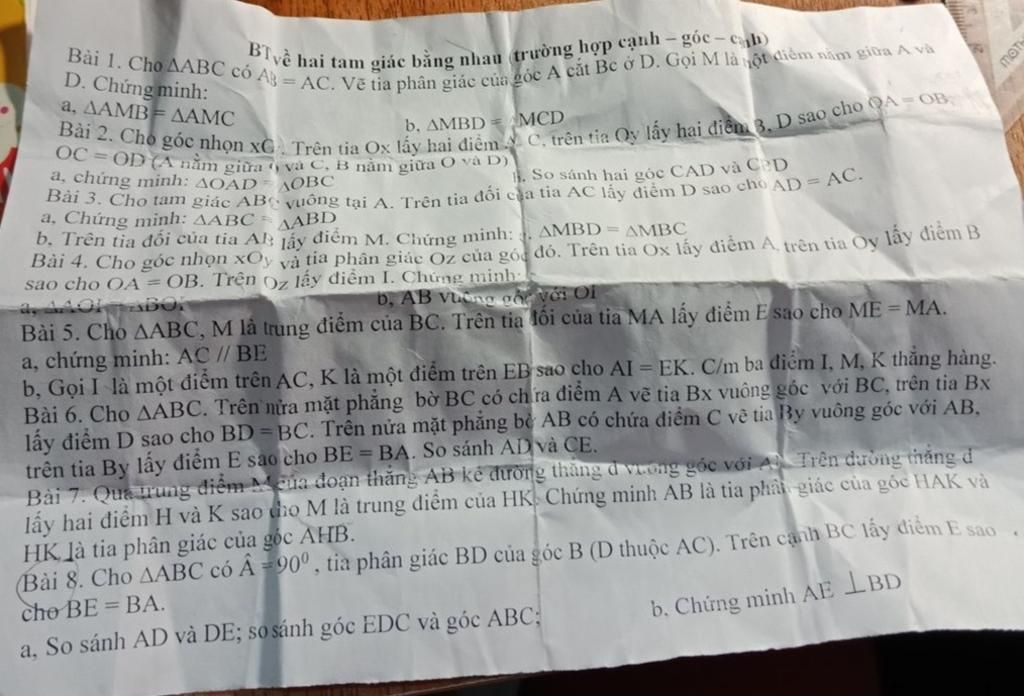 BT về hai tam giác bằng nhau (trường hợp cạnh – góc – cạnh)
Bài 1. Cho ΔABC có AB = AC. Vẽ tia phân giác của góc A cắt Bc ở D. Gọi M là một điểm nằm giữa A và
D. Chứng minh:
a, ΔAMB = ΔAMC b, ΔMBD = ΔMCD
Bài 2. Cho góc nhọn Trên tia Ox lấy hai điểm C, trên tia Oy lấy hai điểm B, D sao cho OA = OB,
OC = OD (A nằm giữa O và C, B nằm giữa O và D)
a, chứng minh: ΔOAD = ΔOBC So sánh hai góc CAD và CBD
Bài 3. Cho tam giác ABC vuông tại A. Trên tia đối của tia AC lấy điểm D sao cho AD = AC.
a, Chứng minh: ΔABC = ΔABD
b, Trên tia đối của tia AB lấy điểm M. Chứng minh: ΔMBD = ΔMBC
Bài 4. Cho góc nhọn xOy và tia phân giác Oz của góc đó. Trên tia Ox lấy điểm A, trên tia Oy lấy điểm B
sao cho OA = OB. Trên Oz lấy điểm I. Chứng minh:
a, ΔAOI = ΔBOI b, AB vuông góc với OI
Bài 5. Cho ΔABC, M là trung điểm của BC. Trên tia đối của tia MA lấy điểm E sao cho ME = MA.
a, chứng minh: AC // BE
b, Gọi I là một điểm trên AC, K là một điểm trên EB sao cho AI = EK. C/m ba điểm I, M, K thẳng hàng.
Bài 6. Cho ΔABC. Trên nửa mặt phẳng bờ BC có chứa điểm A vẽ tia Bx vuông góc với BC, trên tia Bx
lấy điểm D sao cho BD = BC. Trên nửa mặt phẳng bờ AB có chứa điểm C vẽ tia By vuông góc với AB,
trên tia By lấy điểm E sao cho BE = BA. So sánh AD và CE.
Bài 7. Qua trung điểm M của đoạn thẳng AB kẻ đường thẳng d vuông góc với AB. Trên đường thẳng d
lấy hai điểm H và K sao cho M là trung điểm của HK. Chứng minh AB là tia phân giác của góc HAK và
HK là tia phân giác của góc AHB.
Bài 8. Cho ΔABC có Â = 90⁰, tia phân giác BD của góc B (D thuộc AC). Trên cạnh BC lấy điểm E sao
cho BE = BA.
a, So sánh AD và DE; so sánh góc EDC và góc ABC; b, Chứng minh AE ⊥ BD